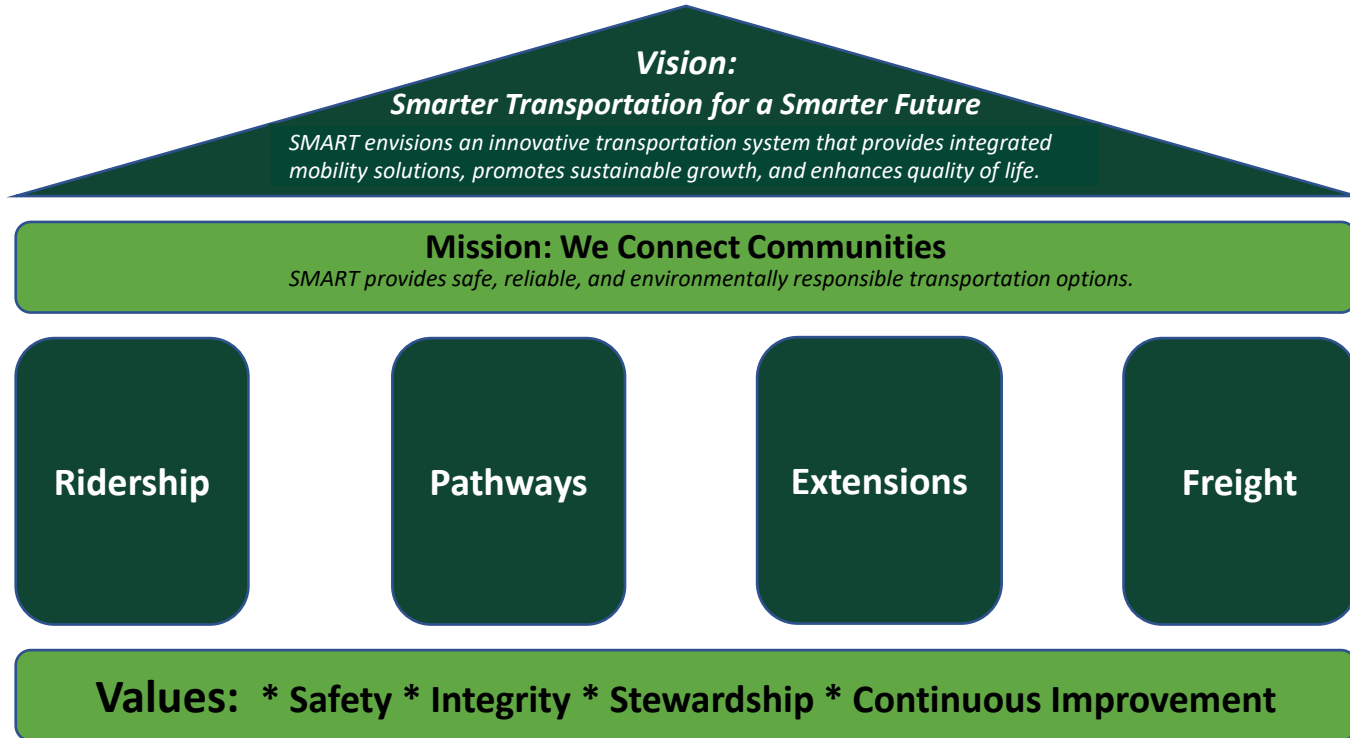 Vision:
Smarter Transportation for a Smarter Future
SMART envisions an innovative transportation system that provides integrated
mobility solutions, promotes sustainable growth, and enhances quality of life.
Mission: We Connect Communities
SMART provides safe, reliable, and environmentally responsible transportation options.
Ridership
Pathways
Extensions
Freight
Values: * Safety * Integrity * Stewardship * Continuous Improvement